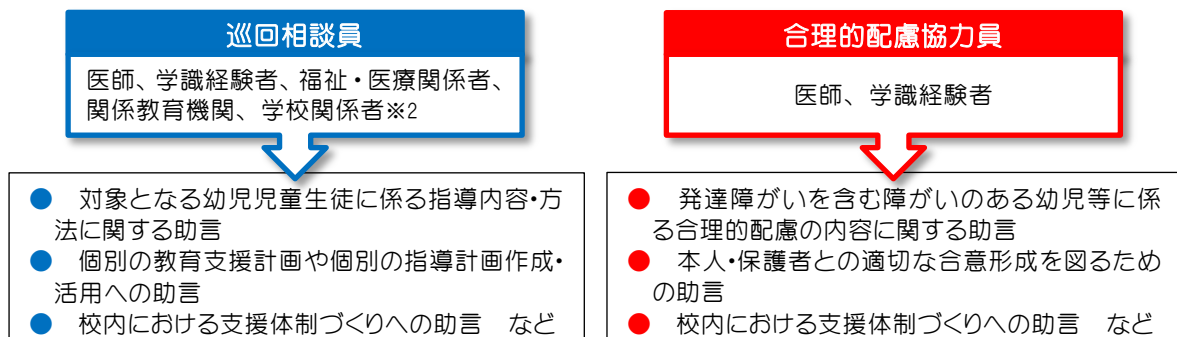 巡回相談員
医師、学識経験者、福祉・医療関係者、
関係教育機関、学校関係者※2
● 対象となる幼児児童生徒に係る指導内容・方
法に関する助言
● 個別の教育支援計画や個別の指導計画作成・
活用への助言
● 校内における支援体制づくりへの助言 など
合理的配慮協力員
医師、学識経験者
● 発達障がいを含む障がいのある幼児等に係
る合理的配慮の内容に関する助言
● 本人・保護者との適切な合意形成を図るため
の助言
● 校内における支援体制づくりへの助言 など